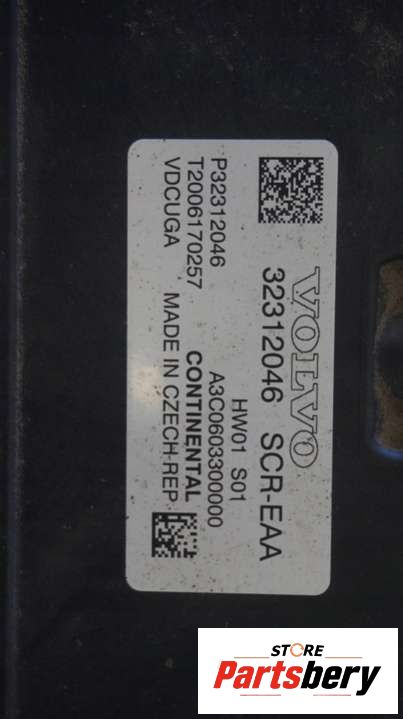 VOLVO
32312046 SCR-EAA
HW01 S01
A3C0603300000
P32312046
T2006170257 CONTINENTAL
VDCUGA MADE IN CZECH-REP
STORE
Partsbery